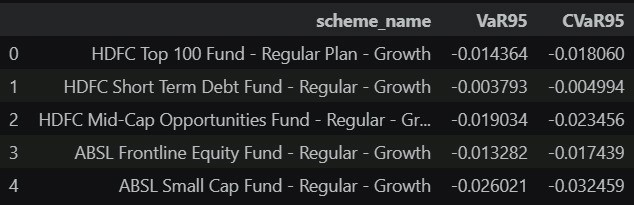 scheme_name VaR95 CVaR95
0 HDFC Top 100 Fund - Regular Plan - Growth -0.014364 -0.018060
1 HDFC Short Term Debt Fund - Regular - Growth -0.003793 -0.004994
2 HDFC Mid-Cap Opportunities Fund - Regular - Gr... -0.019034 -0.023456
3 ABSL Frontline Equity Fund - Regular - Growth -0.013282 -0.017439
4 ABSL Small Cap Fund - Regular - Growth -0.026021 -0.032459